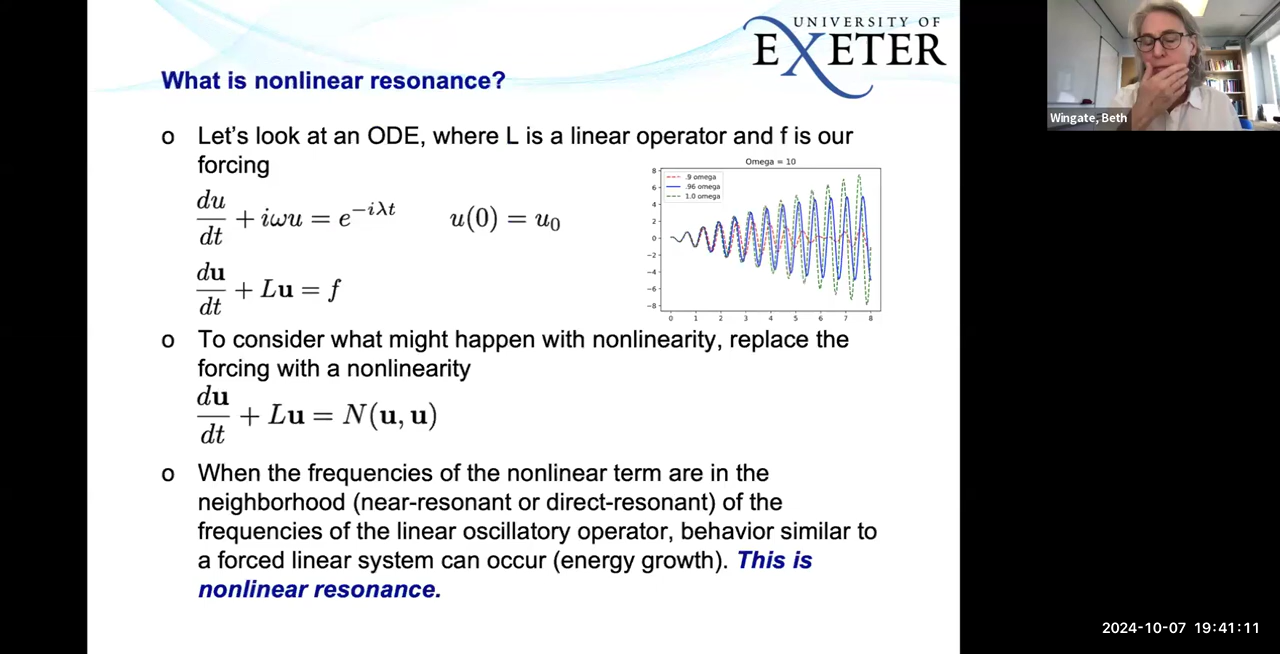 UNIVERSITY OF
EXETER
What is nonlinear resonance?
o Let's look at an ODE, where L is a linear operator and f is our
forcing
du/dt + iωu = e^{-iλt} u(0) = u_0
du/dt + Lu = f
Omega = 10
.9 omega
.96 omega
1.0 omega
8
6
4
2
0
−2
−4
−6
−8
0 1 2 3 4 5 6 7 8
o To consider what might happen with nonlinearity, replace the
forcing with a nonlinearity
du/dt + Lu = N(u, u)
o When the frequencies of the nonlinear term are in the
neighborhood (near-resonant or direct-resonant) of the
frequencies of the linear oscillatory operator, behavior similar to
a forced linear system can occur (energy growth). This is
nonlinear resonance.
Wingate, Beth
2024-10-07 19:41:11